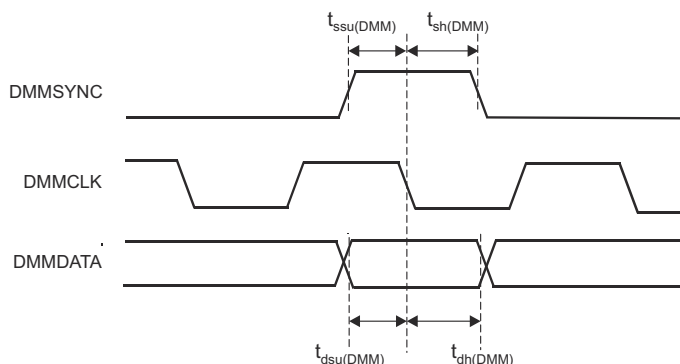 tssu(DMM) tsh(DMM)
DMMSYNC
DMMCLK
DMMDATA
tdsu(DMM) tdh(DMM)